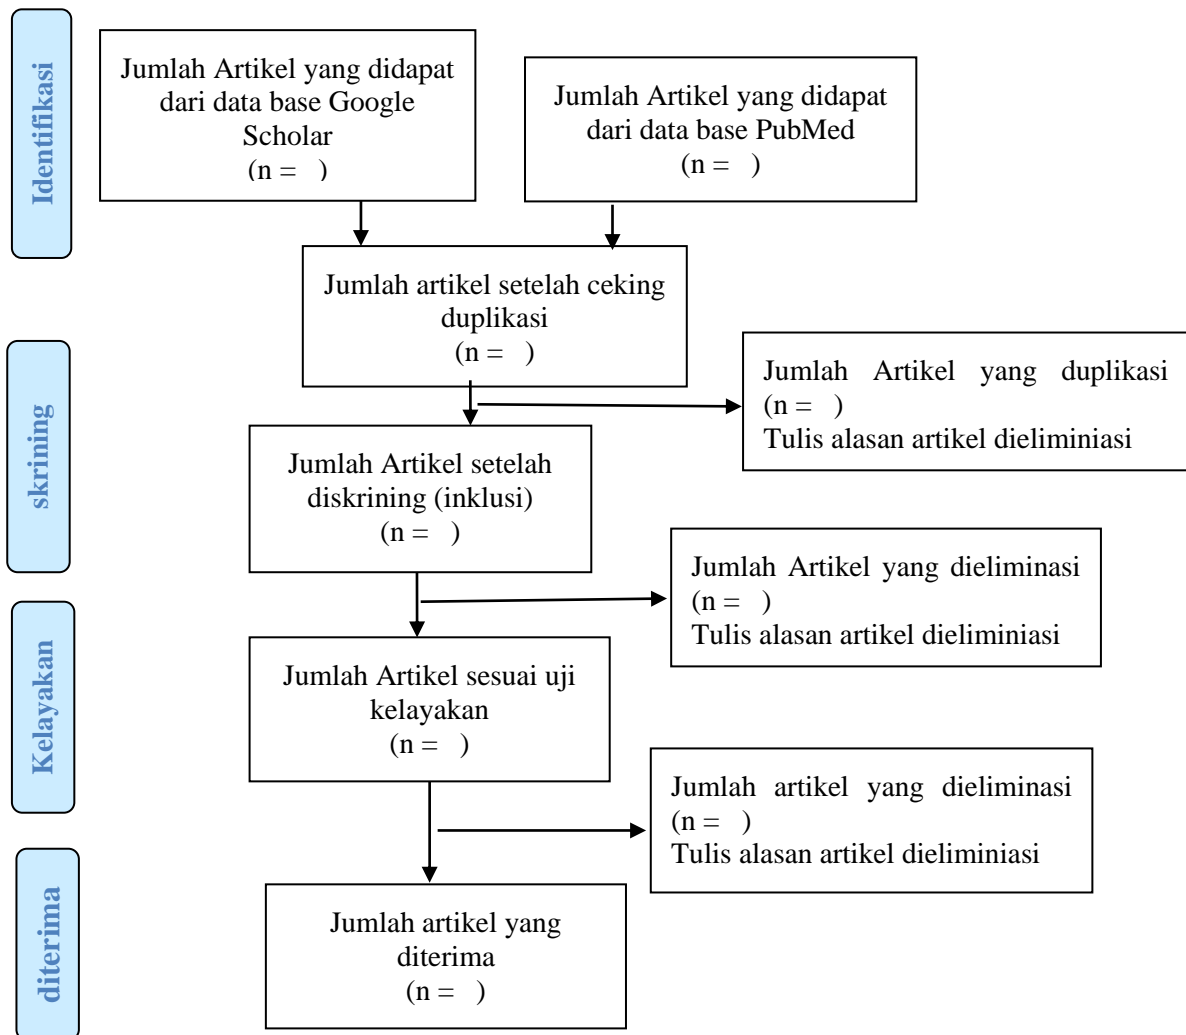 Identifikasi
Jumlah Artikel yang didapat
dari data base Google
Scholar
(n =   )
Jumlah Artikel yang didapat
dari data base PubMed
(n =   )
Jumlah artikel setelah ceking
duplikasi
(n =   )
skrining
Jumlah Artikel yang duplikasi
(n =   )
Tulis alasan artikel dieliminiasi
Jumlah Artikel setelah
diskrining (inklusi)
(n =   )
Jumlah Artikel yang dieliminasi
(n =   )
Tulis alasan artikel dieliminiasi
Kelayakan
Jumlah Artikel sesuai uji
kelayakan
(n =   )
Jumlah artikel yang dieliminasi
(n =   )
Tulis alasan artikel dieliminiasi
diterima
Jumlah artikel yang
diterima
(n =   )